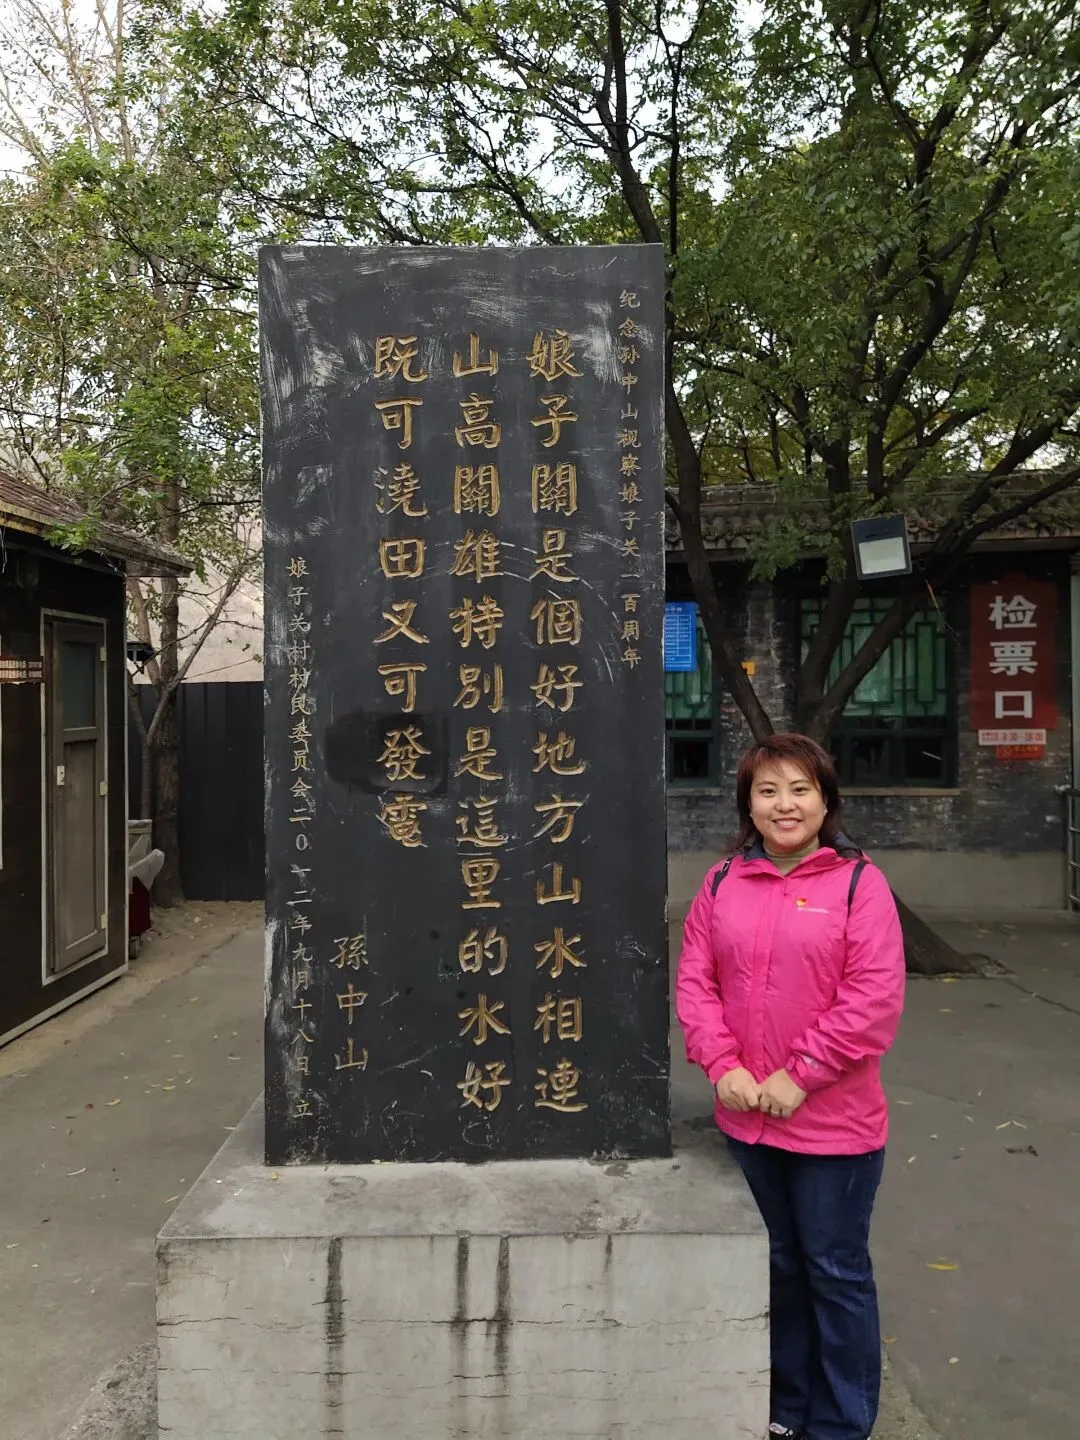 纪念孙中山视察娘子关一百周年
娘子關是個好地方山水相連
山高關雄特別是這里的水好
既可澆田又可發電
孫中山
娘子关村村民委员会二0一二年九月十八日 立
检票口